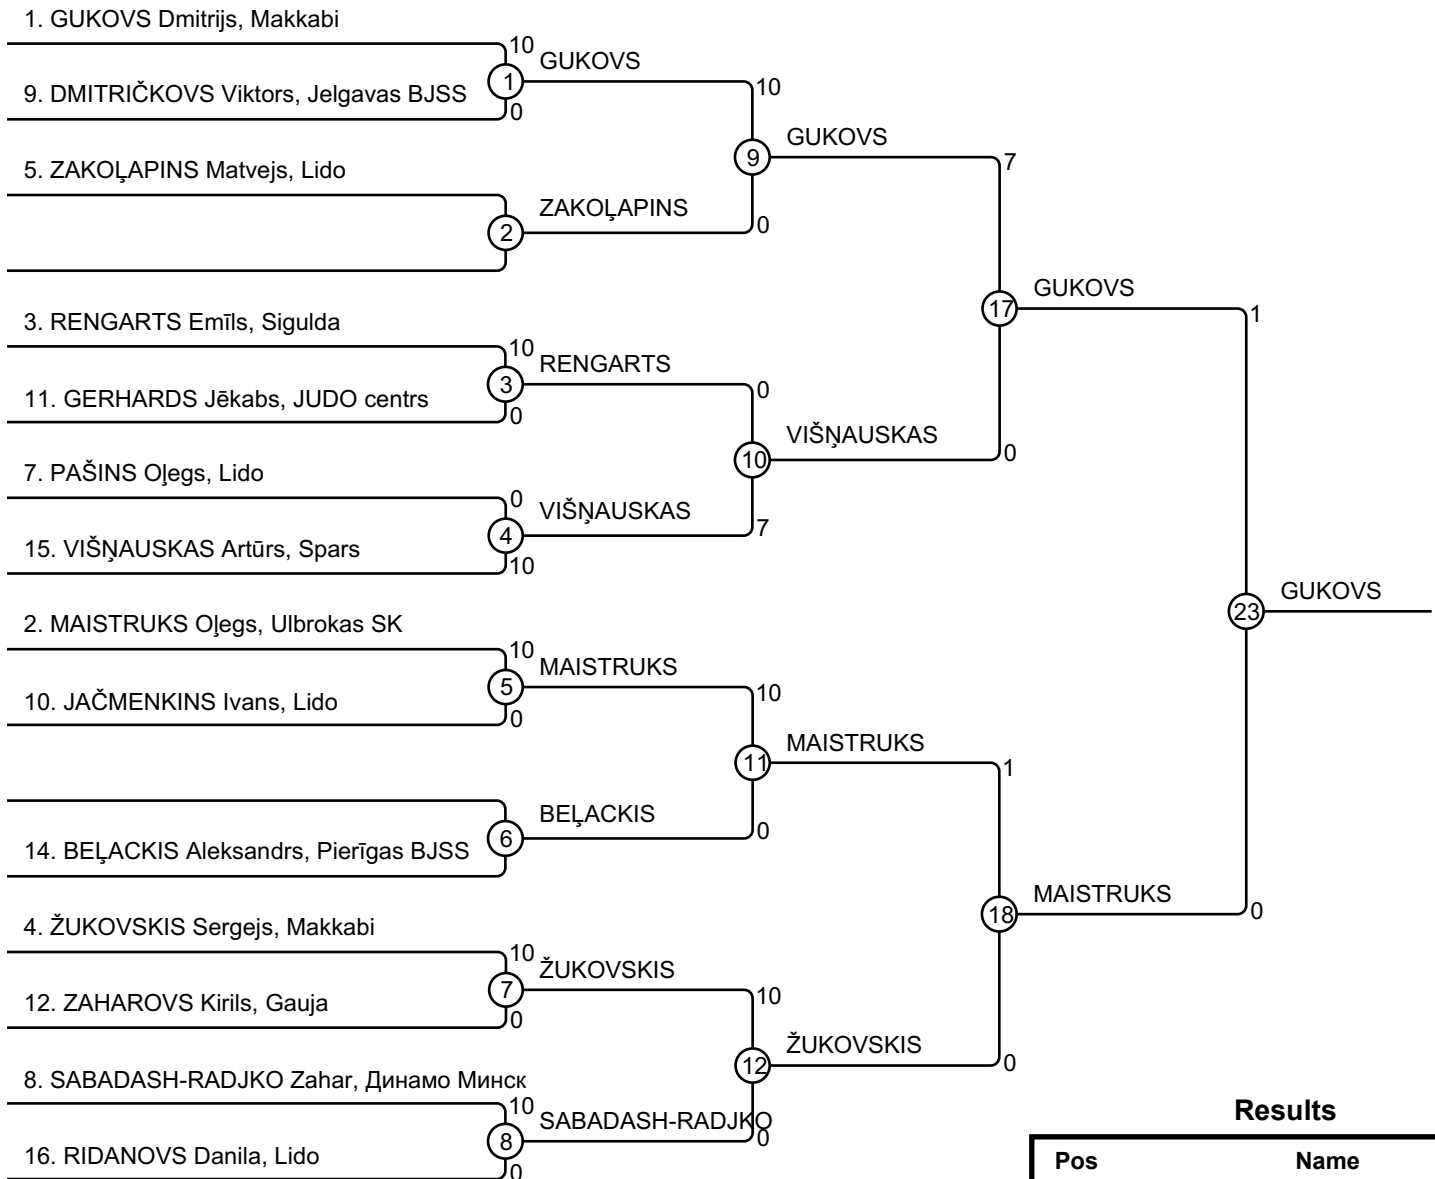 1. GUKOVS Dmitrijs, Makkabi
10
GUKOVS
1
10
9. DMITRIČKOVS Viktors, Jelgavas BJSS
0
GUKOVS
9
7
5. ZAKOĻAPINS Matvejs, Lido
ZAKOĻAPINS
0
2
GUKOVS
17
1
3. RENGARTS Emīls, Sigulda
10
RENGARTS
3
0
11. GERHARDS Jēkabs, JUDO centrs
0
VIŠŅAUSKAS
10
0
7. PAŠINS Oļegs, Lido
0
VIŠŅAUSKAS
4
7
15. VIŠŅAUSKAS Artūrs, Spars
10
GUKOVS
23
2. MAISTRUKS Oļegs, Ulbrokas SK
10
MAISTRUKS
5
10
10. JAČMENKINS Ivans, Lido
0
MAISTRUKS
11
1
BEĻACKIS
0
6
14. BEĻACKIS Aleksandrs, Pierīgas BJSS
MAISTRUKS
18
0
4. ŽUKOVSKIS Sergejs, Makkabi
10
ŽUKOVSKIS
7
10
12. ZAHAROVS Kirils, Gauja
0
ŽUKOVSKIS
12
0
8. SABADASH-RADJKO Zahar, Динамо Минск
10
SABADASH-RADJKO
8
0
16. RIDANOVS Danila, Lido
0
Results
Pos Name